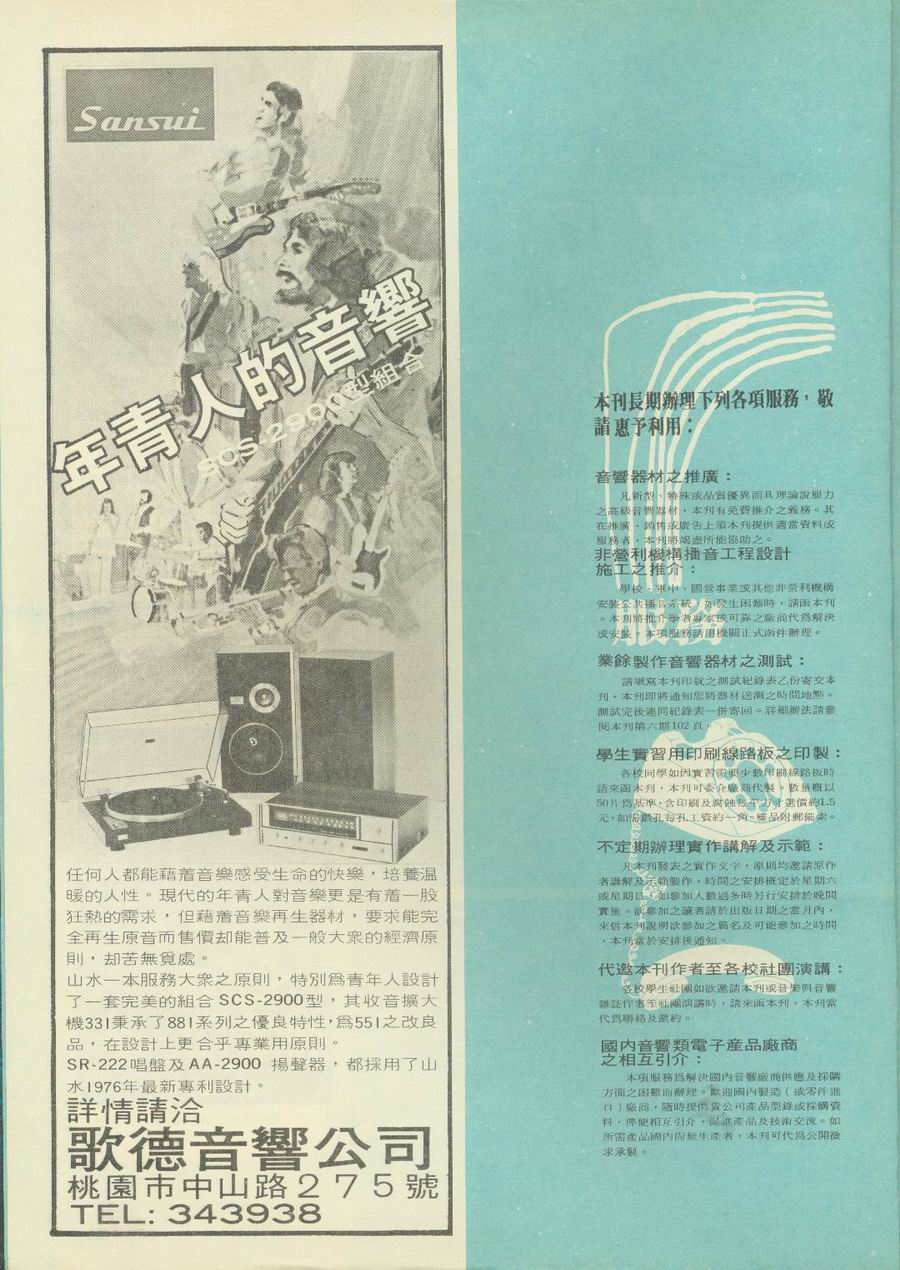 Sansui
年青人的音響
SCS-2900型組合
任何人都能藉着音樂感受生命的快樂，培養溫
暖的人性。現代的年青人對音樂更是有着一股
狂熱的需求，但藉着音樂再生器材，要求能完
全再生原音而售價却能普及一般大衆的經濟原
則，却苦無覓處。
山水一本服務大衆之原則，特別爲青年人設計
了一套完美的組合SCS-2900型，其收音擴大
機331秉承了881系列之優良特性，爲551之改良
品，在設計上更合乎專業用原則。
SR-222唱盤及AA-2900 揚聲器，都採用了山
水1976年最新專利設計。
詳情請洽
歌德音響公司
桃園市中山路275號
TEL: 343938
本刊長期辦理下列各項服務，敬
請惠予利用：
服務
音響器材之推廣：
凡新型、特殊或品質優異而具理論說服力
之高級音響器材，本刊有免費推介之義務。其
在推廣、銷售或廣告上須本刊提供適當資料或
服務者，本刊將竭盡所能協助之。
非營利機構播音工程設計
施工之推介：
學校、軍中、國營事業或其他非營利機構
安裝公共播音系統，如發生困難時，請函本刊
。本刊將推介學者專家或可靠之廠商代爲解決
或安裝。本項服務請用機關正式函件辦理。
業餘製作音響器材之測試：
請塡寫本刊印就之測試紀錄表乙份寄交本
刊，本刊即將通知您將器材送測之時間地點。
測試完後連同紀錄表一併寄回。詳細辦法請參
閱本刊第六期102頁。
學生實習用印刷線路板之印製：
各校同學如因實習需要少數印刷線路板時
請來函本刊，本刊可委介廠商代製，數量概以
50片爲基準，含印刷及腐蝕每平方寸選價約1.5
元，如需鑽孔每孔工資約一角。樣品附郵備索。
不定期辦理實作講解及示範：
凡本刊發表之實作文字，原則均邀請原作
者講解及示範製作，時間之安排概定於星期六
或星期日，如參加人數過多時另行安排於晚間
實施。欲參加之讀者請於出版日期之當月內，
來信本刊說明欲參加之篇名及可能參加之時間
，本刊當於安排後通知。
代邀本刊作者至各校社團演講：
各校學生社團如欲邀請本刊或音樂與音響
雜誌作者至社團演講時，請來函本刊，本刊當
代爲聯絡及邀約。
國內音響類電子產品廠商
之相互引介：
本項服務爲解決國內音響廠商供應及採購
方面之困難而辦理。歡迎國內製造（或零件進
口）廠商，隨時提供貴公司產品型錄或採購資
料，俾便相互引介，促進產品及技術交流。如
所需產品國內尙無生產者，本刊可代爲公開徵
求承製。